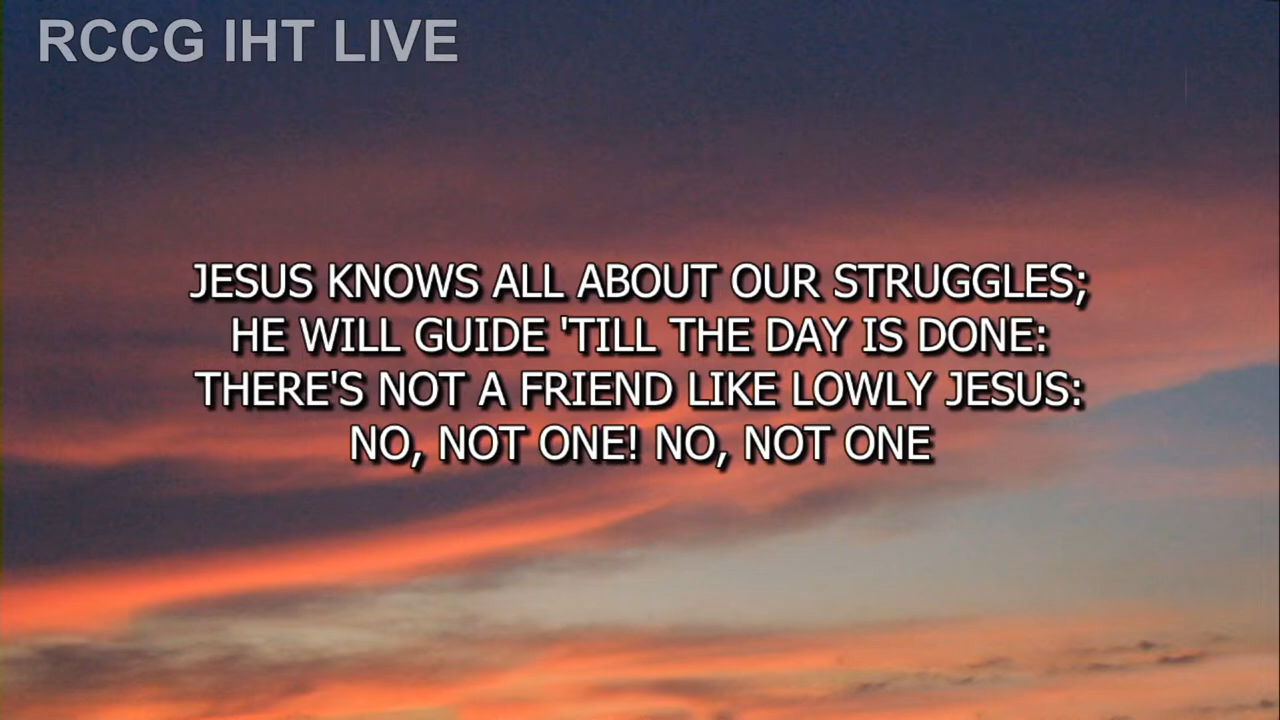 RCCG IHT LIVE
JESUS KNOWS ALL ABOUT OUR STRUGGLES;
HE WILL GUIDE 'TILL THE DAY IS DONE:
THERE'S NOT A FRIEND LIKE LOWLY JESUS:
NO, NOT ONE! NO, NOT ONE